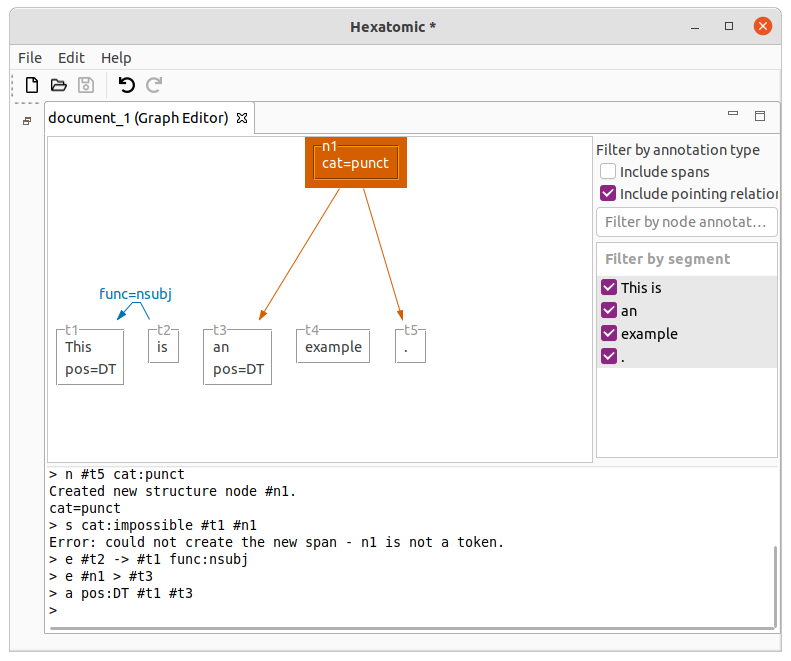 Hexatomic *
File Edit Help
document_1 (Graph Editor)
n1
cat=punct
func=nsubj
t1 t2 t3 t4 t5
This is an example .
pos=DT pos=DT
Filter by annotation type
Include spans
Include pointing relation
Filter by node annotat...
Filter by segment
This is
an
example
.
> n #t5 cat:punct
Created new structure node #n1.
cat=punct
> s cat:impossible #t1 #n1
Error: could not create the new span - n1 is not a token.
> e #t2 -> #t1 func:nsubj
> e #n1 > #t3
> a pos:DT #t1 #t3
>